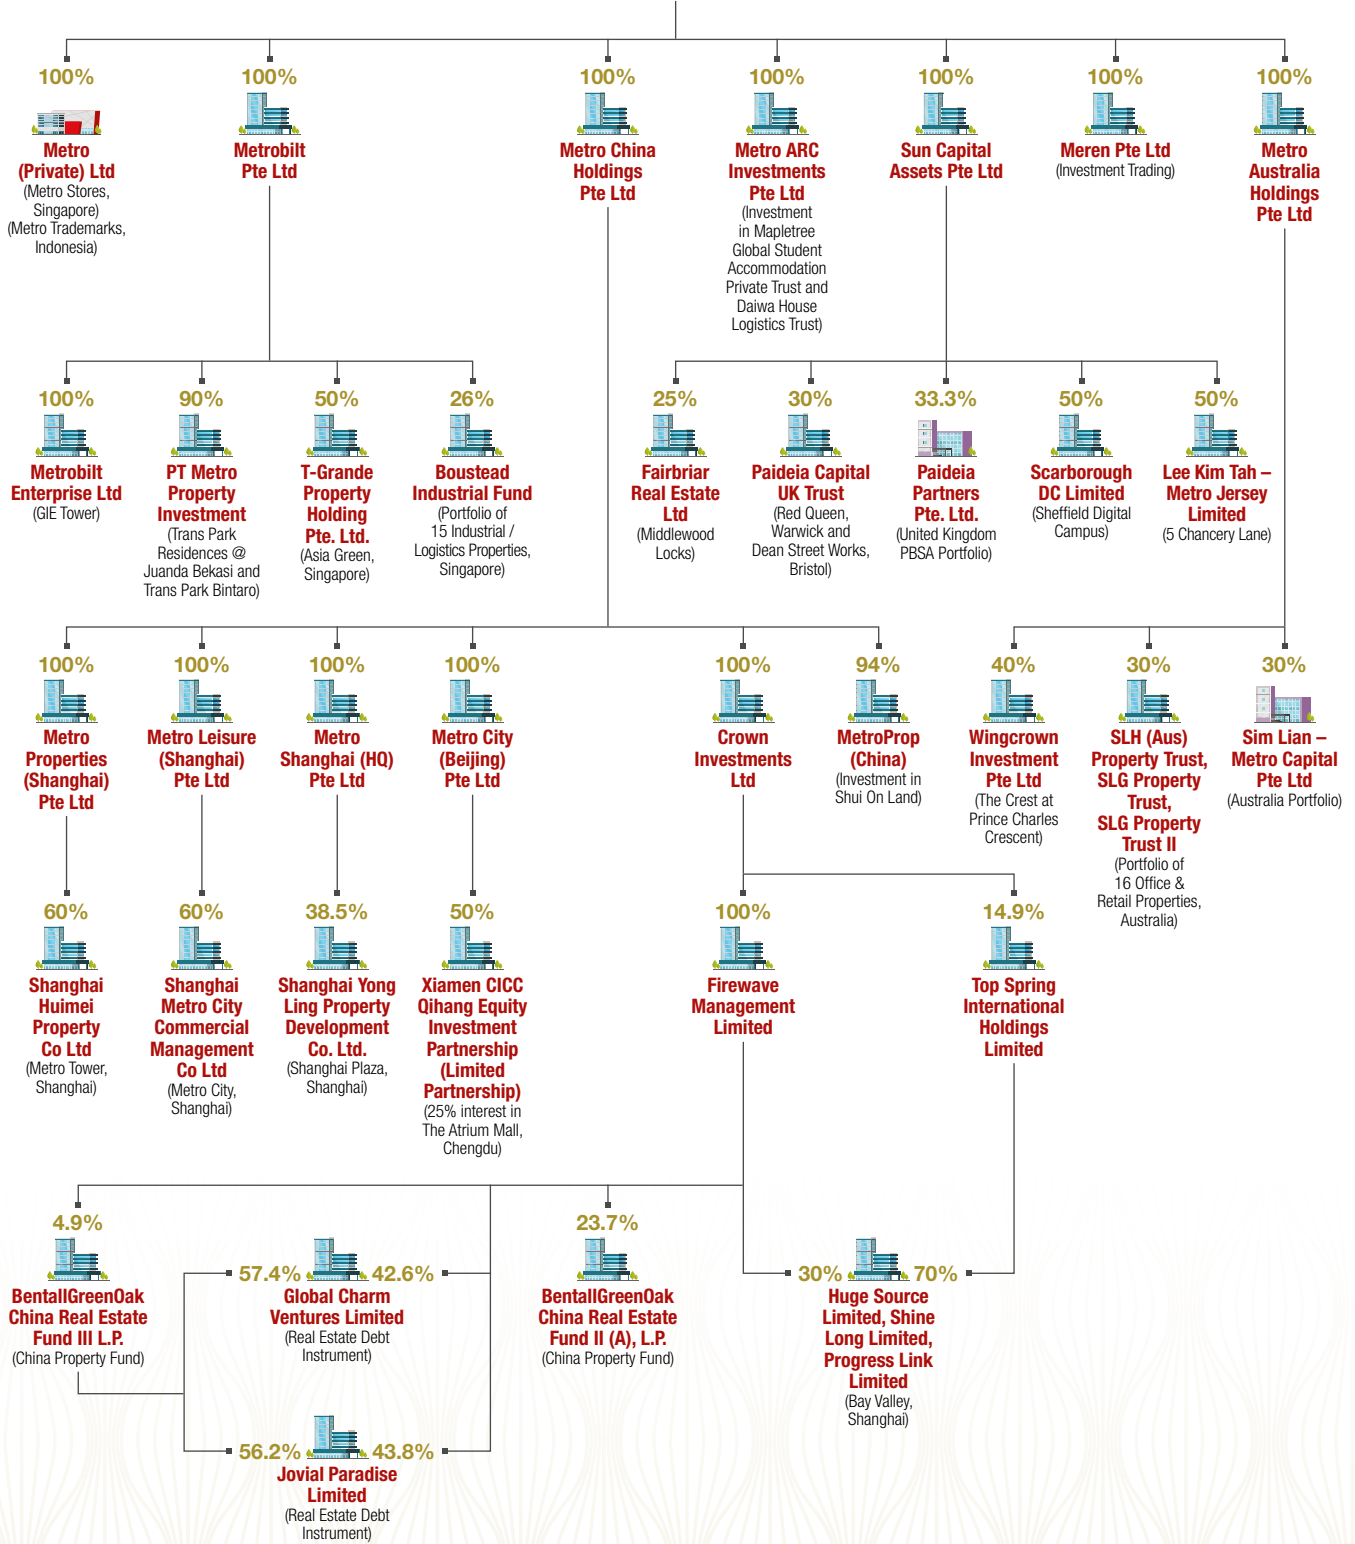 100%
Metro
(Private) Ltd
(Metro Stores,
Singapore)
(Metro Trademarks,
Indonesia)
100%
Metrobilt
Pte Ltd
100%
Metro China
Holdings
Pte Ltd
100%
Metro ARC
Investments
Pte Ltd
(Investment
in Mapletree
Global Student
Accommodation
Private Trust and
Daiwa House
Logistics Trust)
100%
Sun Capital
Assets Pte Ltd
100%
Meren Pte Ltd
(Investment Trading)
100%
Metro
Australia
Holdings
Pte Ltd
100%
Metrobilt
Enterprise Ltd
(GIE Tower)
90%
PT Metro
Property
Investment
(Trans Park
Residences @
Juanda Bekasi and
Trans Park Bintaro)
50%
T-Grande
Property
Holding
Pte. Ltd.
(Asia Green,
Singapore)
26%
Boustead
Industrial Fund
(Portfolio of
15 Industrial /
Logistics Properties,
Singapore)
25%
Fairbriar
Real Estate
Ltd
(Middlewood
Locks)
30%
Paideia Capital
UK Trust
(Red Queen,
Warwick and
Dean Street Works,
Bristol)
33.3%
Paideia
Partners
Pte. Ltd.
(United Kingdom
PBSA Portfolio)
50%
Scarborough
DC Limited
(Sheffield Digital
Campus)
50%
Lee Kim Tah –
Metro Jersey
Limited
(5 Chancery Lane)
100%
Metro
Properties
(Shanghai)
Pte Ltd
100%
Metro Leisure
(Shanghai)
Pte Ltd
100%
Metro
Shanghai (HQ)
Pte Ltd
100%
Metro City
(Beijing)
Pte Ltd
100%
Crown
Investments
Ltd
94%
MetroProp
(China)
(Investment in
Shui On Land)
40%
Wingcrown
Investment
Pte Ltd
(The Crest at
Prince Charles
Crescent)
30%
SLH (Aus)
Property Trust,
SLG Property
Trust,
SLG Property
Trust II
(Portfolio of
16 Office &
Retail Properties,
Australia)
30%
Sim Lian –
Metro Capital
Pte Ltd
(Australia Portfolio)
60%
Shanghai
Huimei
Property
Co Ltd
(Metro Tower,
Shanghai)
60%
Shanghai
Metro City
Commercial
Management
Co Ltd
(Metro City,
Shanghai)
38.5%
Shanghai Yong
Ling Property
Development
Co. Ltd.
(Shanghai Plaza,
Shanghai)
50%
Xiamen CICC
Qihang Equity
Investment
Partnership
(Limited
Partnership)
(25% interest in
The Atrium Mall,
Chengdu)
100%
Firewave
Management
Limited
14.9%
Top Spring
International
Holdings
Limited
4.9%
BentallGreenOak
China Real Estate
Fund III L.P.
(China Property Fund)
57.4% 42.6%
Global Charm
Ventures Limited
(Real Estate Debt
Instrument)
23.7%
BentallGreenOak
China Real Estate
Fund II (A), L.P.
(China Property Fund)
30% 70%
Huge Source
Limited, Shine
Long Limited,
Progress Link
Limited
(Bay Valley,
Shanghai)
56.2% 43.8%
Jovial Paradise
Limited
(Real Estate Debt
Instrument)